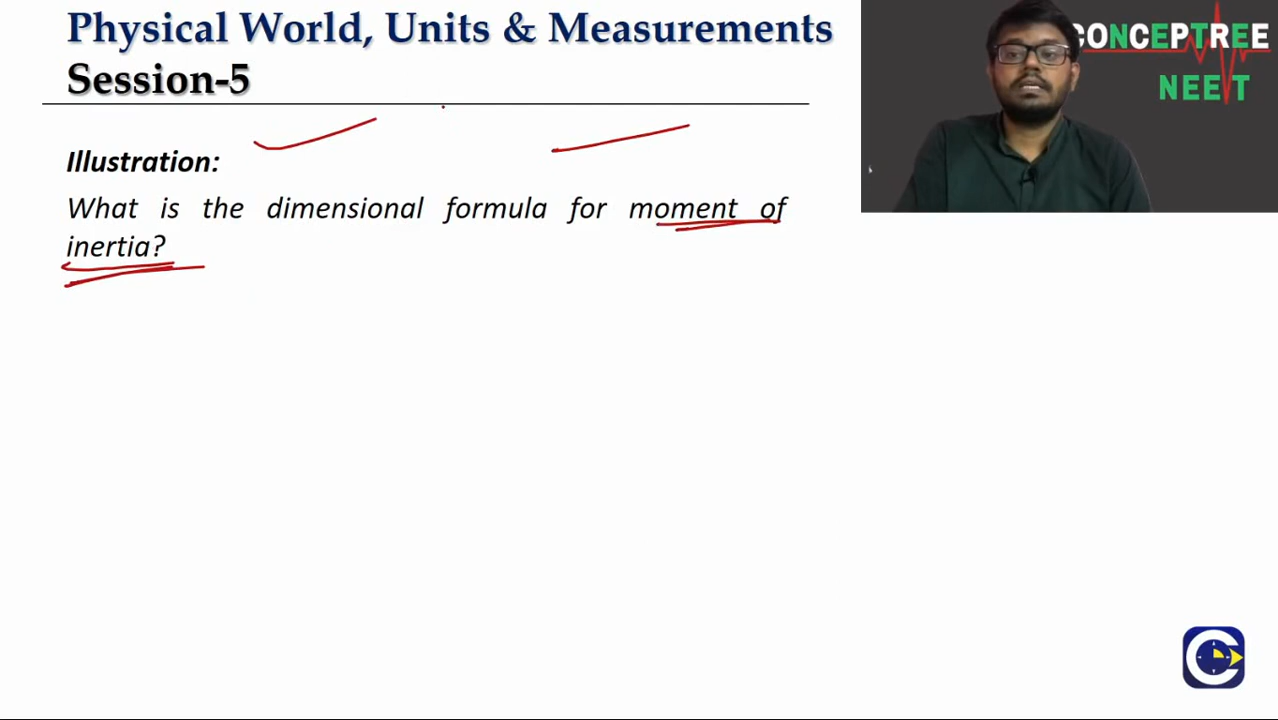 Physical World, Units & Measurements
Session-5
CONCEPTREE
NEET
Illustration:
What is the dimensional formula for moment of
inertia?